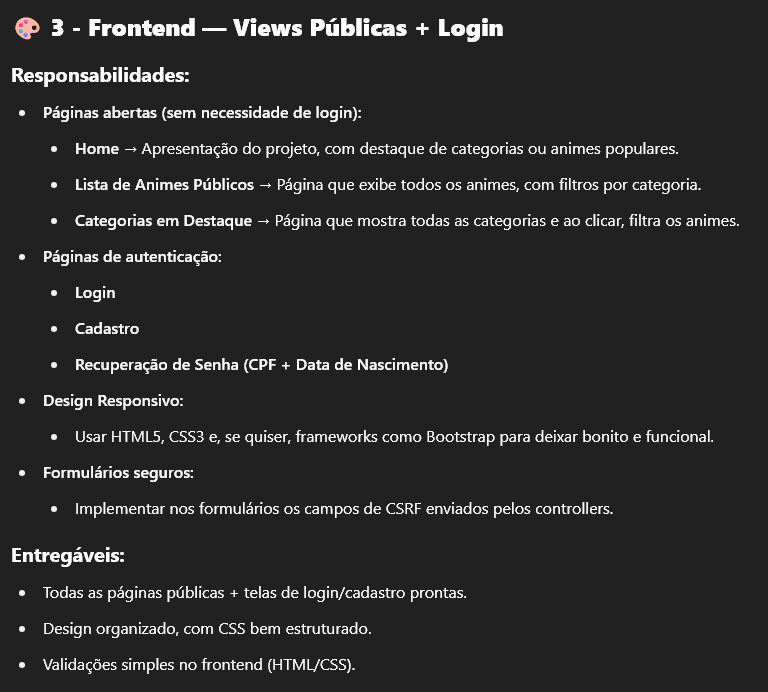 🎨 3 - Frontend — Views Públicas + Login
Responsabilidades:
• Páginas abertas (sem necessidade de login):
• Home → Apresentação do projeto, com destaque de categorias ou animes populares.
• Lista de Animes Públicos → Página que exibe todos os animes, com filtros por categoria.
• Categorias em Destaque → Página que mostra todas as categorias e ao clicar, filtra os animes.
• Páginas de autenticação:
• Login
• Cadastro
• Recuperação de Senha (CPF + Data de Nascimento)
• Design Responsivo:
• Usar HTML5, CSS3 e, se quiser, frameworks como Bootstrap para deixar bonito e funcional.
• Formulários seguros:
• Implementar nos formulários os campos de CSRF enviados pelos controllers.
Entregáveis:
• Todas as páginas públicas + telas de login/cadastro prontas.
• Design organizado, com CSS bem estruturado.
• Validações simples no frontend (HTML/CSS).